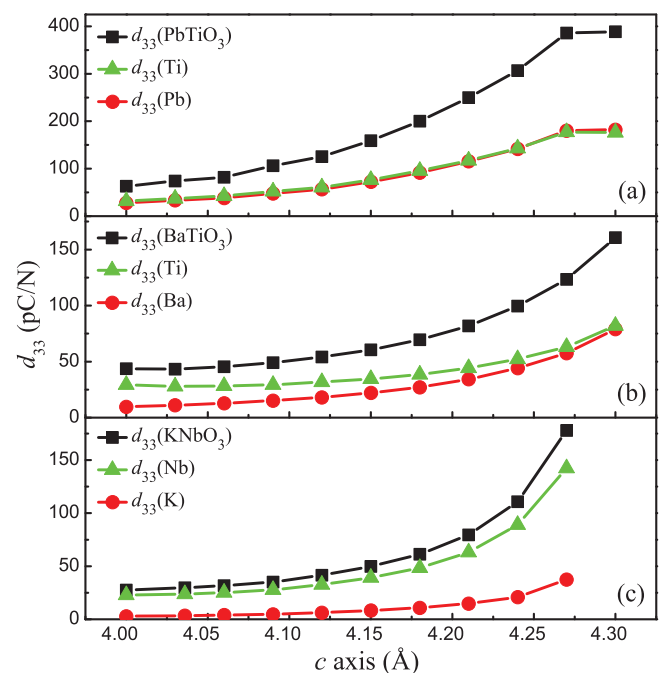 400
300
200
100
0
d33(PbTiO3)
d33(Ti)
d33(Pb)
(a)
150
100
50
0
d33(BaTiO3)
d33(Ti)
d33(Ba)
(b)
d33 (pC/N)
150
100
50
0
d33(KNbO3)
d33(Nb)
d33(K)
(c)
4.00 4.05 4.10 4.15 4.20 4.25 4.30
c axis (Å)